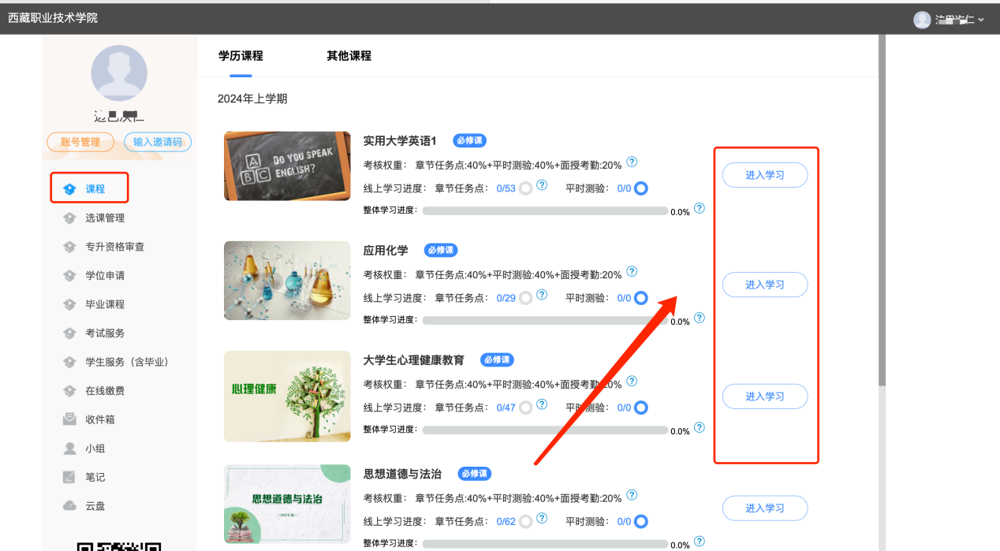 西藏职业技术学院
学历课程 其他课程
账号管理 输入邀请码
课程
选课管理
专升资格审查
学位申请
毕业课程
考试服务
学生服务（含毕业）
在线缴费
收件箱
小组
笔记
云盘
2024年上学期
A
B C
DO YOU SPEAK
ENGLISH?
实用大学英语1 必修课
考核权重： 章节任务点:40%+平时测验:40%+面授考勤:20% ?
线上学习进度： 章节任务点： 0/53 ? 平时测验： 0/0
整体学习进度： 0.0% ?
进入学习
应用化学 必修课
考核权重： 章节任务点:40%+平时测验:40%+面授考勤:20% ?
线上学习进度： 章节任务点： 0/29 ? 平时测验： 0/0
整体学习进度： 0.0% ?
进入学习
心理健康
大学生心理健康教育 必修课
考核权重： 章节任务点:40%+平时测验:40%+面授考勤:20% ?
线上学习进度： 章节任务点： 0/47 ? 平时测验： 0/0
整体学习进度： 0.0% ?
进入学习
思想道德与法治
思想道德与法治 必修课
考核权重： 章节任务点:40%+平时测验:40%+面授考勤:20% ?
线上学习进度： 章节任务点： 0/62 ? 平时测验： 0/0
整体学习进度： 0.0% ?
进入学习